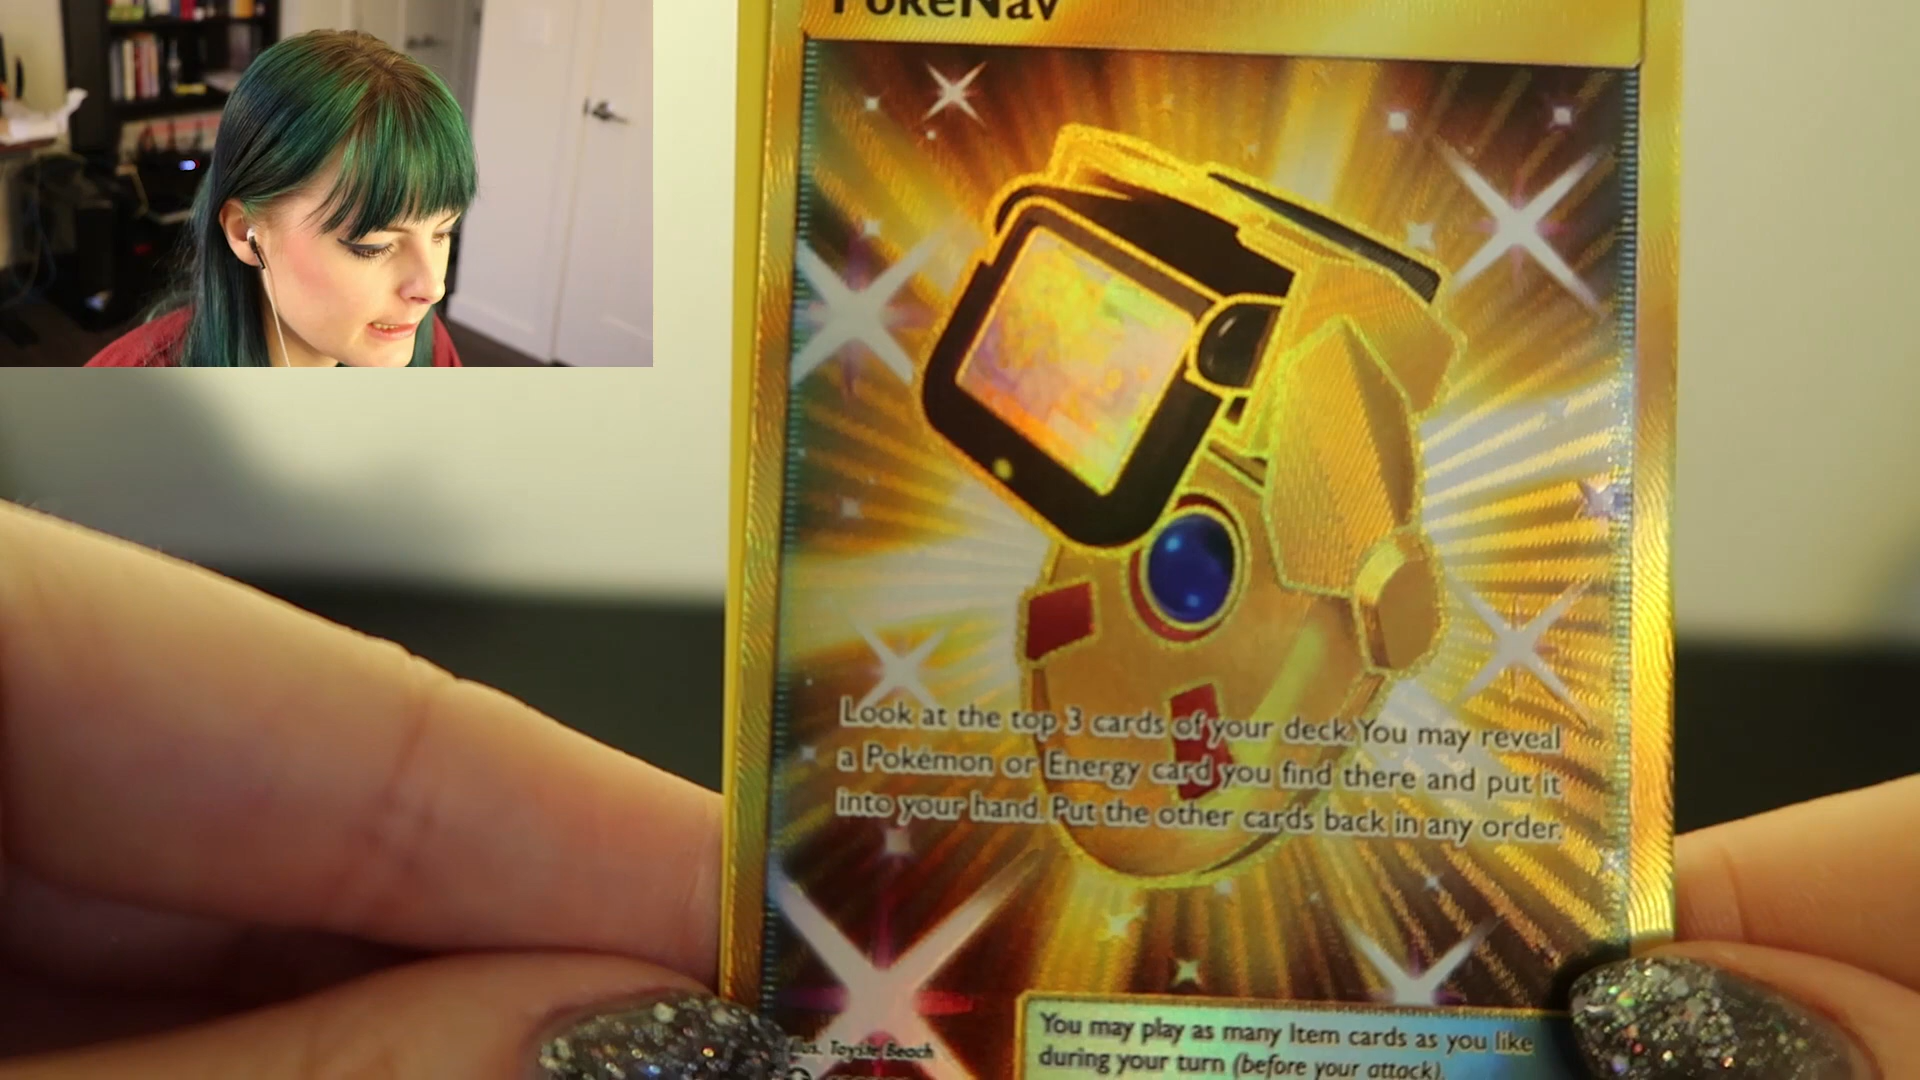 PokéNav
Look at the top 3 cards of your deck. You may reveal
a Pokémon or Energy card you find there and put it
into your hand. Put the other cards back in any order.
You may play as many Item cards as you like
during your turn (before your attack).
Illus. Toyste Beach